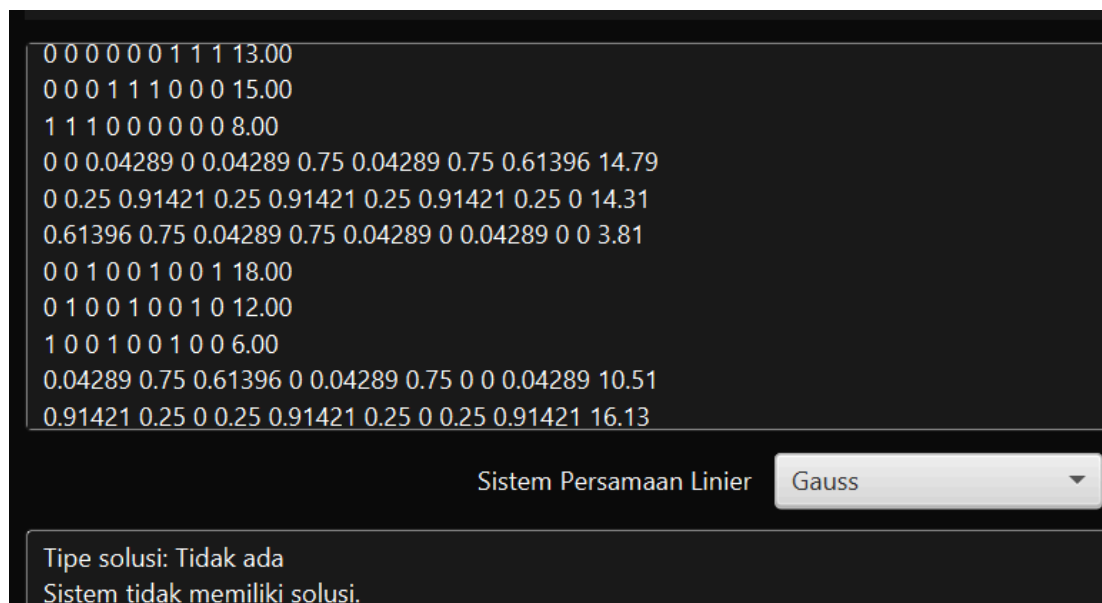 0 0 0 0 0 0 1 1 1 13.00
0 0 0 1 1 1 0 0 0 15.00
1 1 1 0 0 0 0 0 0 8.00
0 0 0.04289 0 0.04289 0.75 0.04289 0.75 0.61396 14.79
0 0.25 0.91421 0.25 0.91421 0.25 0.91421 0.25 0 14.31
0.61396 0.75 0.04289 0.75 0.04289 0 0.04289 0 0 3.81
0 0 1 0 0 1 0 0 1 18.00
0 1 0 0 1 0 0 1 0 12.00
1 0 0 1 0 0 1 0 0 6.00
0.04289 0.75 0.61396 0 0.04289 0.75 0 0 0.04289 10.51
0.91421 0.25 0 0.25 0.91421 0.25 0 0.25 0.91421 16.13
Sistem Persamaan Linier Gauss
Tipe solusi: Tidak ada
Sistem tidak memiliki solusi.